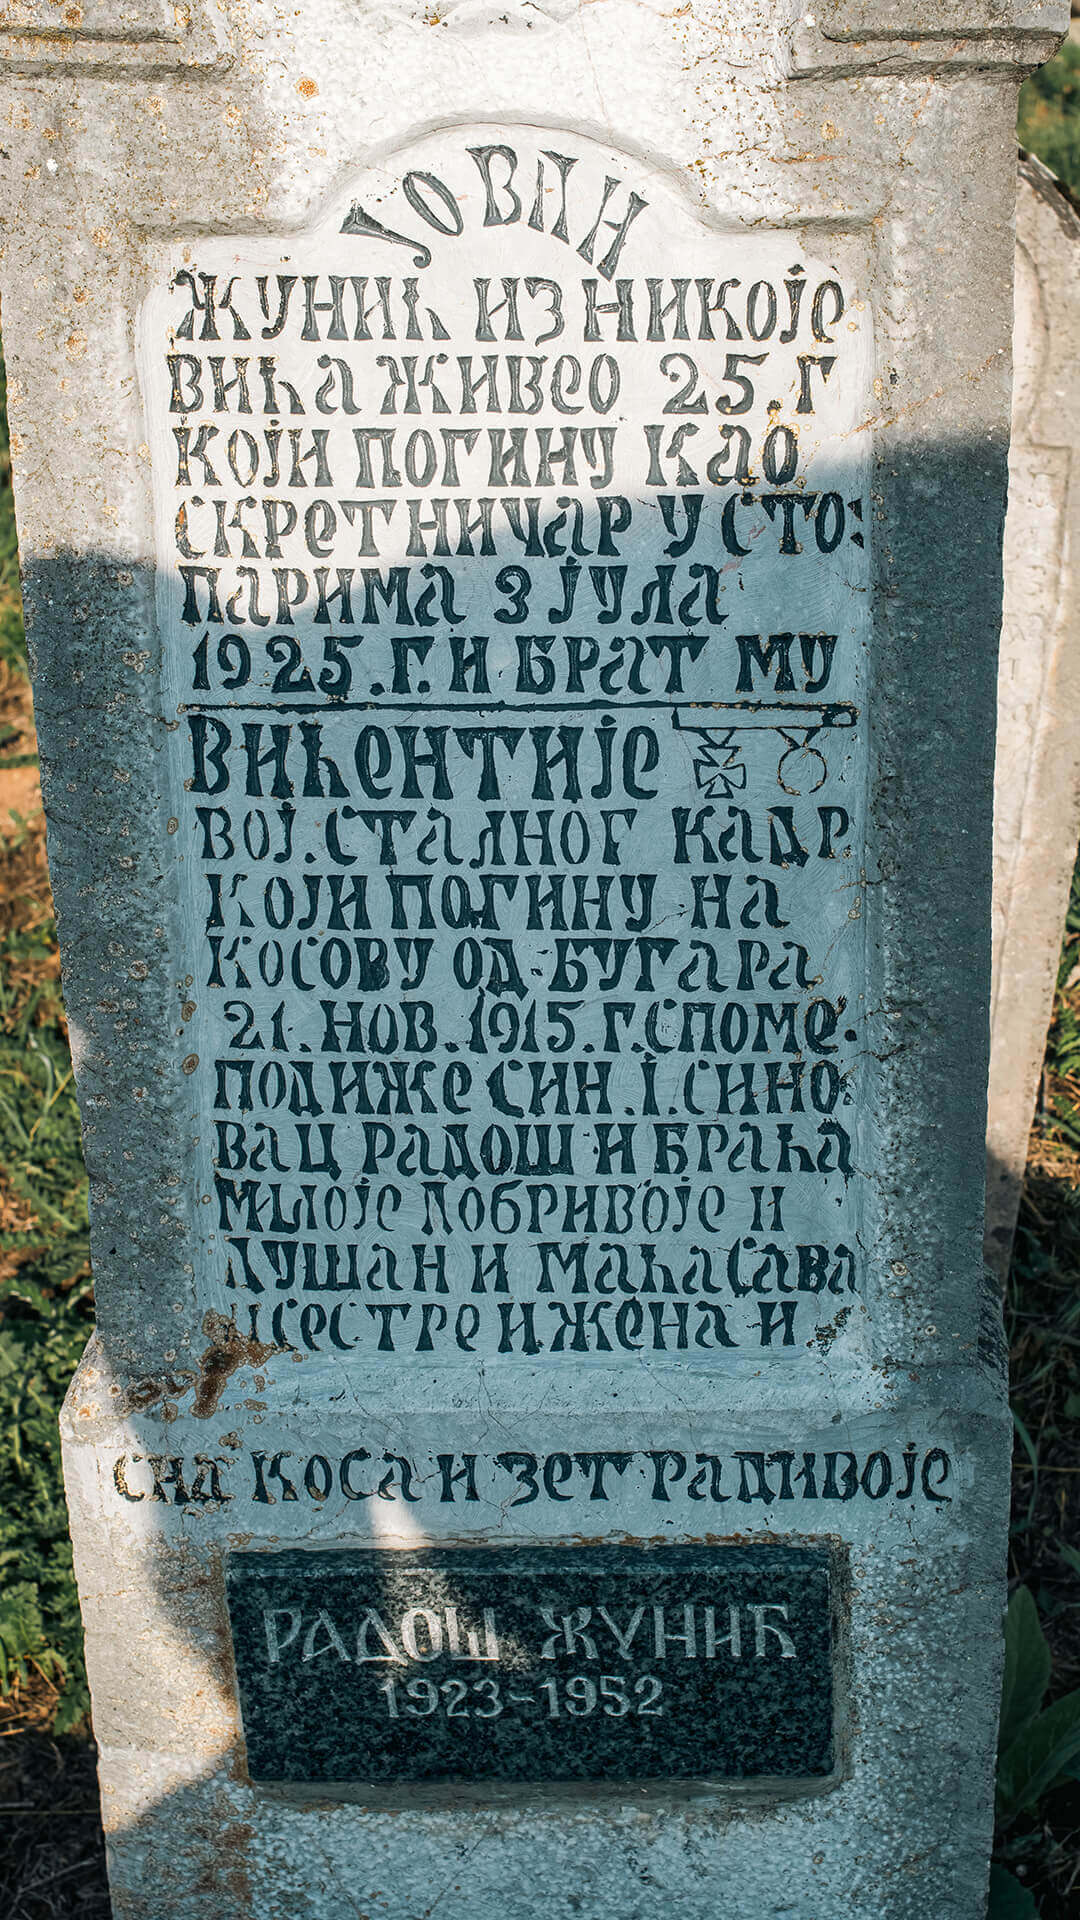 ЈОВАН
ЖУНИЋ ИЗ НИКОЈЕ
ВИЋА ЖИВЕО 25.Г
КОЈИ ПОГИНУ КАО
СКРЕТНИЧАР У СТО:
ПАРИМА 3 ЈУЛА
1925.Г. И БРАТ МУ
ВИЋЕНТИЈЕ
ВОЈ. СТАЛНОГ КАДР.
КОЈИ ПОГИНУ НА
КОСОВУ ОД БУГАРА
21. НОВ. 1915.Г. СПОМЕ.
ПОДИЖЕ СИН.І.СИНО:
ВАЦ РАДОШ И БРАЋА
МИЛОЈЕ ДОБРИВОЈЕ И
ДУШАН И МАЋА САВА
И СЕСТРЕ И ЖЕНА И
СНА КОСА И ЗЕТ РАДИВОЈЕ
РАДОШ ЖУНИЋ
1923-1952